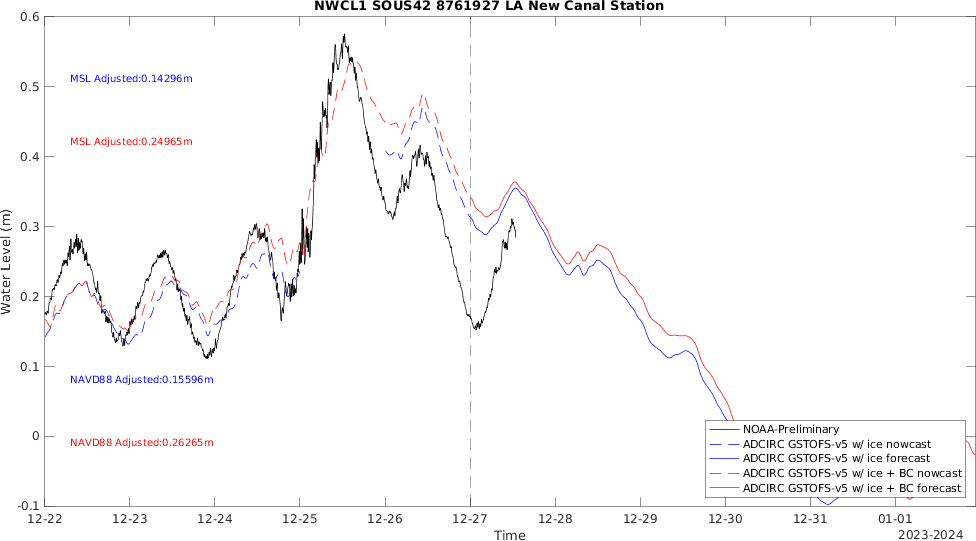 NWCL1 SOUS42 8761927 LA New Canal Station
0.6
0.5
0.4
0.3
0.2
0.1
0
-0.1
Water Level (m)
MSL Adjusted:0.14296m
MSL Adjusted:0.24965m
NAVD88 Adjusted:0.15596m
NAVD88 Adjusted:0.26265m
NOAA-Preliminary
ADCIRC GSTOFS-v5 w/ ice nowcast
ADCIRC GSTOFS-v5 w/ ice forecast
ADCIRC GSTOFS-v5 w/ ice + BC nowcast
ADCIRC GSTOFS-v5 w/ ice + BC forecast
12-22 12-23 12-24 12-25 12-26 12-27 12-28 12-29 12-30 12-31 01-01
Time
2023-2024